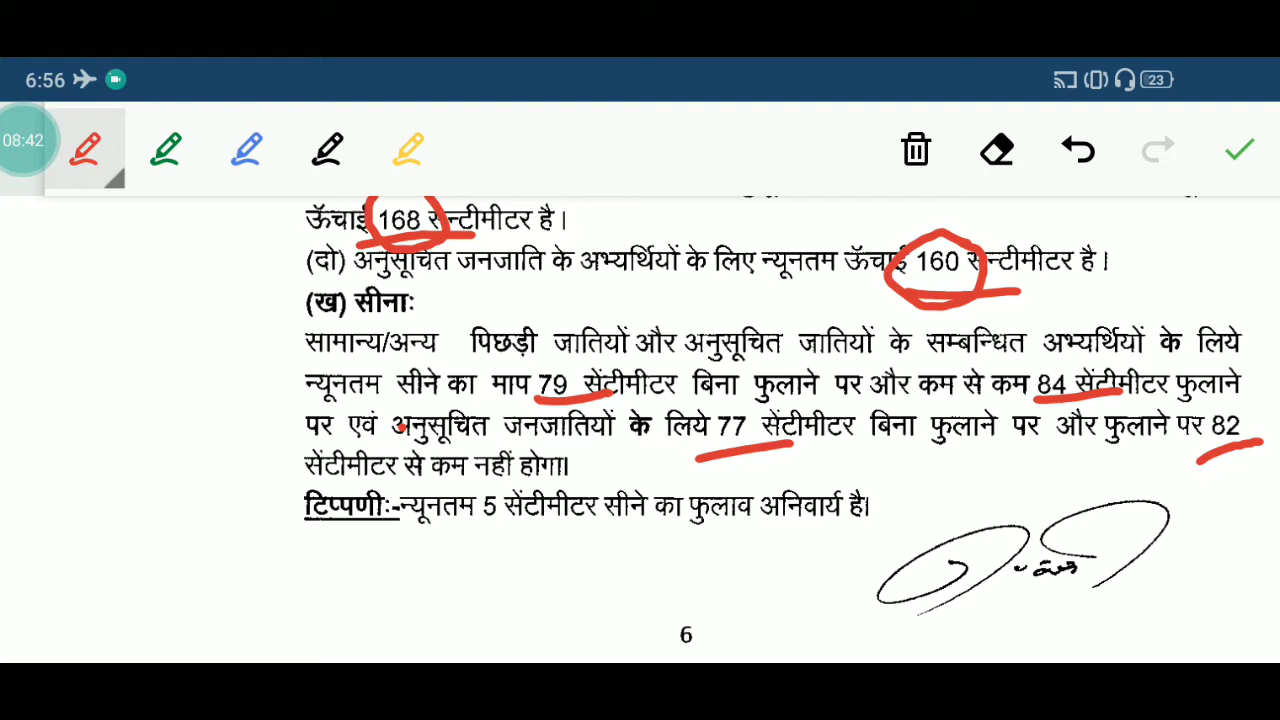 6:56
23
08:42
ऊँचाई 168 सेन्टीमीटर है।
(दो) अनुसूचित जनजाति के अभ्यर्थियों के लिए न्यूनतम ऊँचाई 160 सेन्टीमीटर है।
(ख) सीनाः
सामान्य/अन्य पिछड़ी जातियों और अनुसूचित जातियों के सम्बन्धित अभ्यर्थियों के लिये
न्यूनतम सीने का माप 79 सेंटीमीटर बिना फुलाने पर और कम से कम 84 सेंटीमीटर फुलाने
पर एवं अनुसूचित जनजातियों के लिये 77 सेंटीमीटर बिना फुलाने पर और फुलाने पर 82
सेंटीमीटर से कम नहीं होगा।
टिप्पणीः-न्यूनतम 5 सेंटीमीटर सीने का फुलाव अनिवार्य है।
6